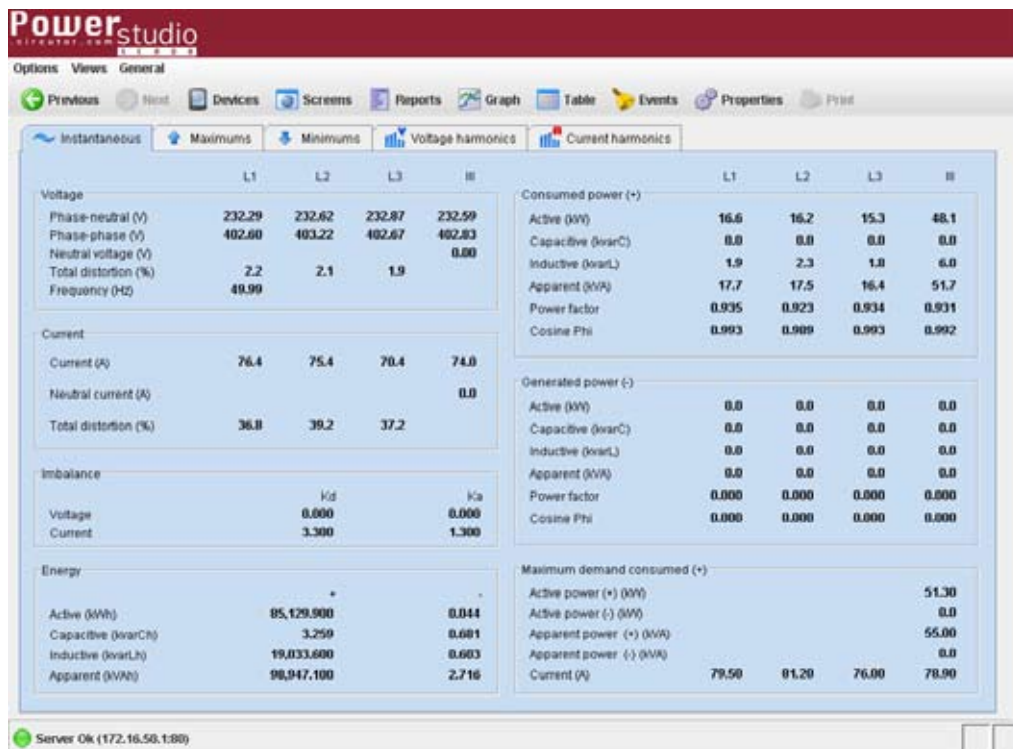 Power studio
circutor.com
Options Views General
Previous Next Devices Screens Reports Graph Table Events Properties Print
Instantaneous Maximums Minimums Voltage harmonics Current harmonics
L1 L2 L3 III
Voltage
Phase-neutral (V) 232.29 232.62 232.87 232.59
Phase-phase (V) 402.60 403.22 402.67 402.83
Neutral voltage (V) 0.00
Total distortion (%) 2.2 2.1 1.9
Frequency (Hz) 49.99
Current
Current (A) 76.4 75.4 70.4 74.0
Neutral current (A) 0.0
Total distortion (%) 36.8 39.2 37.2
Imbalance
Kd Ka
Voltage 0.000 0.000
Current 3.300 1.300
Energy
+ -
Active (kWh) 85,129.900 0.044
Capacitive (kvarCh) 3.259
Inductive (kvarLh) 19,033.600 0.603
Apparent (kVAh) 90,947.100 2.716
L1 L2 L3 III
Consumed power (+)
Active (kW) 16.6 16.2 15.3 48.1
Capacitive (kvarC) 0.0 0.0 0.0 0.0
Inductive (kvarL) 1.9 2.3 1.8 6.0
Apparent (kVA) 17.7 17.5 16.4 51.7
Power factor 0.935 0.923 0.934 0.931
Cosine Phi 0.993 0.989 0.993 0.992
Generated power (-)
Active (kW) 0.0 0.0 0.0 0.0
Capacitive (kvarC) 0.0 0.0 0.0 0.0
Inductive (kvarL) 0.0 0.0 0.0 0.0
Apparent (kVA) 0.0 0.0 0.0 0.0
Power factor 0.000 0.000 0.000 0.000
Cosine Phi 0.000 0.000 0.000 0.000
Maximum demand consumed (+)
Active power (+) (kW) 51.30
Active power (-) (kW) 0.0
Apparent power (+) (kVA) 55.00
Apparent power (-) (kVA) 0.0
Current (A) 79.50 81.20 76.00 78.90
Server Ok (172.16.50.1:80)